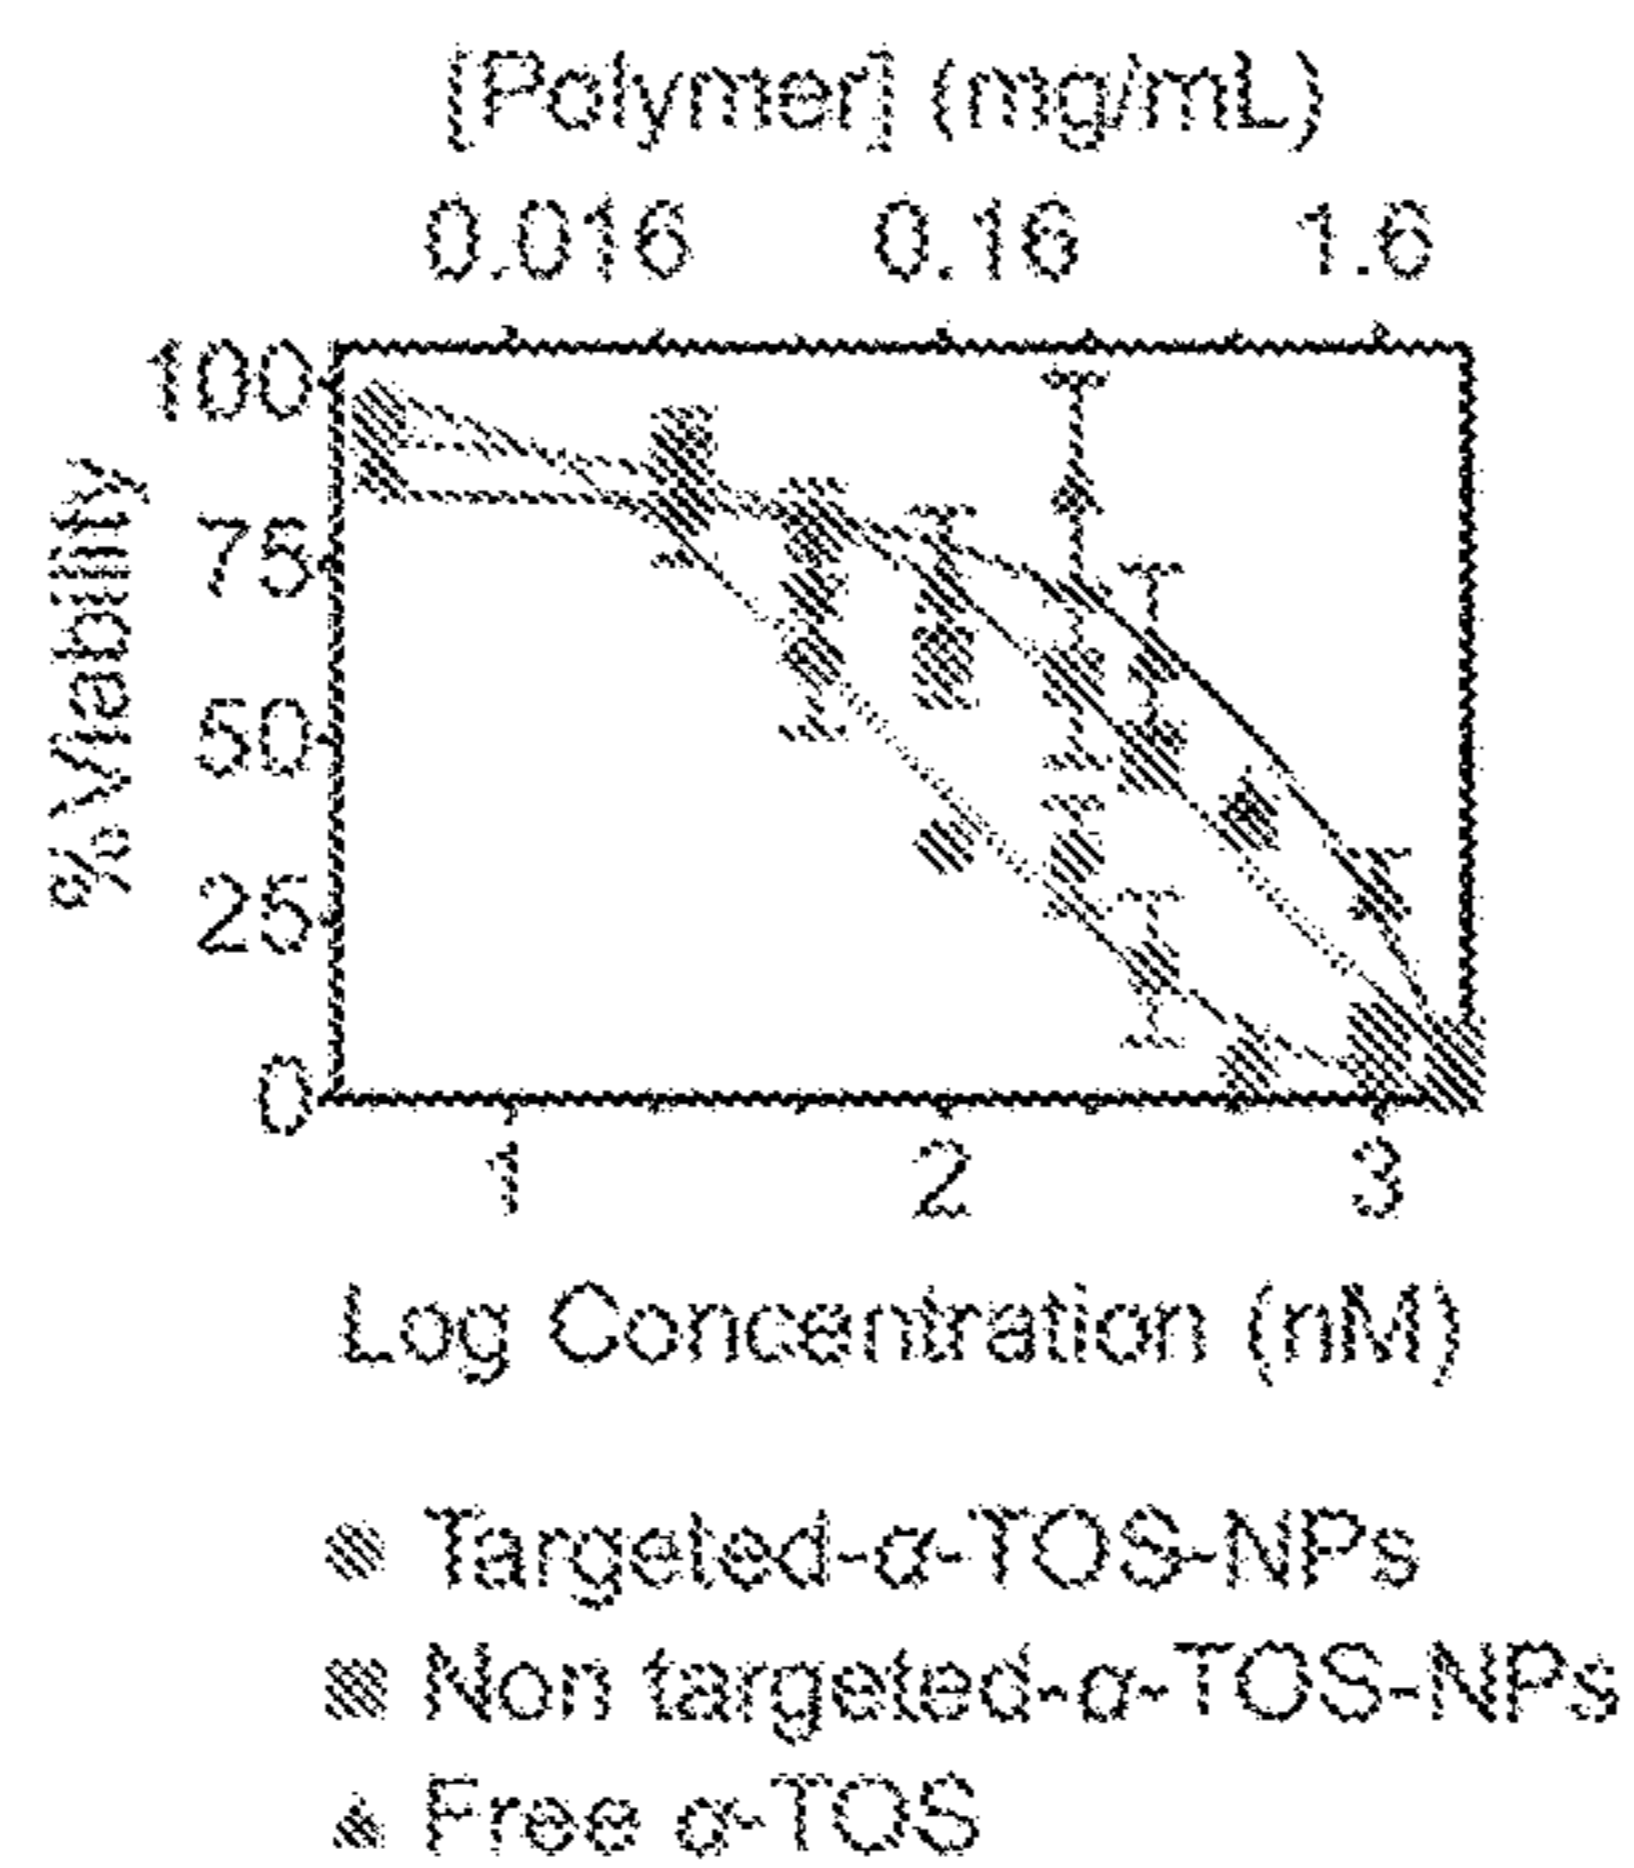 [Polymer] (mg/mL)
0.016 0.16 1.6
100
75
50
25
0
%Viability
1 2 3
Log Concentration (nM)
Targeted-α-TOS-NPs
Non targeted-α-TOS-NPs
Free α-TOS